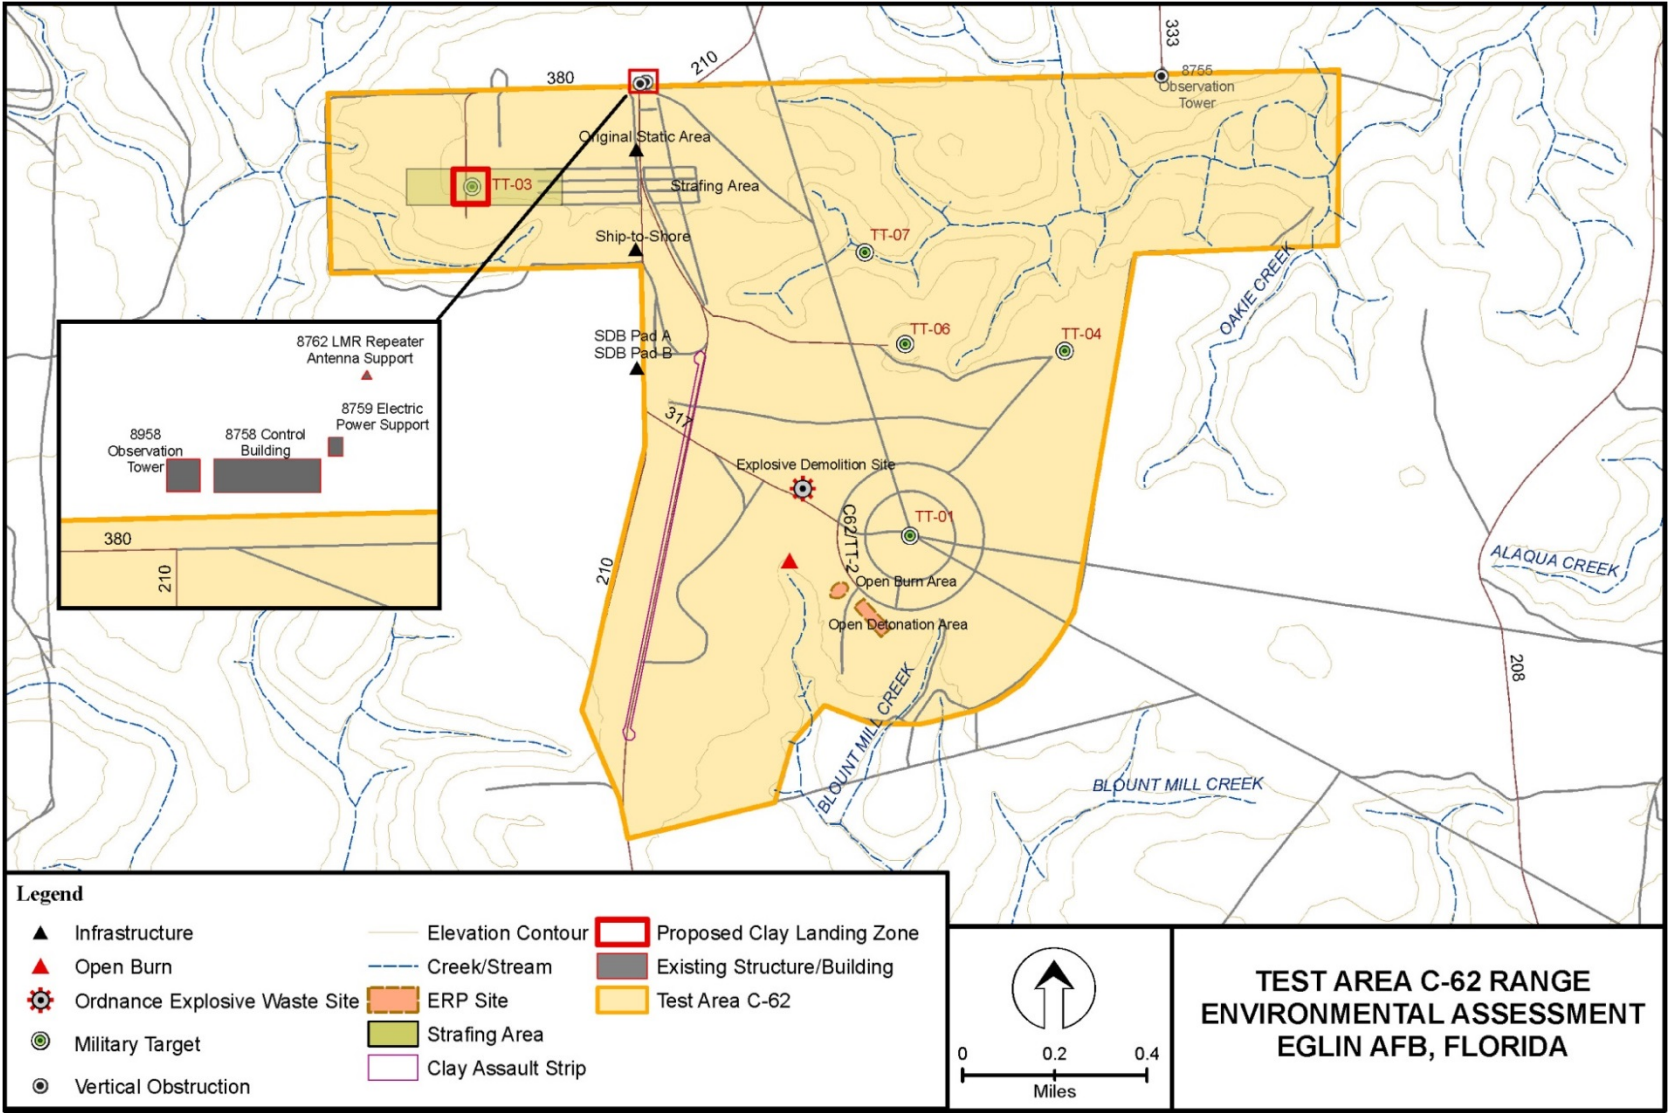 380
210
333
8755
Observation
Tower
Original Static Area
TT-03
Strafing Area
Ship-to-Shore
TT-07
OAKIE CREEK
SDB Pad A
SDB Pad B
TT-06
TT-04
317
8762 LMR Repeater
Antenna Support
8759 Electric
Power Support
8958
Observation
Tower
8758 Control
Building
380
210
Explosive Demolition Site
C62/TT-2
TT-01
210
Open Burn Area
Open Detonation Area
ALAQUA CREEK
208
BLOUNT MILL CREEK
BLOUNT MILL CREEK
Legend
Infrastructure
Open Burn
Ordnance Explosive Waste Site
Military Target
Vertical Obstruction
Elevation Contour
Creek/Stream
ERP Site
Strafing Area
Clay Assault Strip
Proposed Clay Landing Zone
Existing Structure/Building
Test Area C-62
0 0.2 0.4
Miles
TEST AREA C-62 RANGE
ENVIRONMENTAL ASSESSMENT
EGLIN AFB, FLORIDA